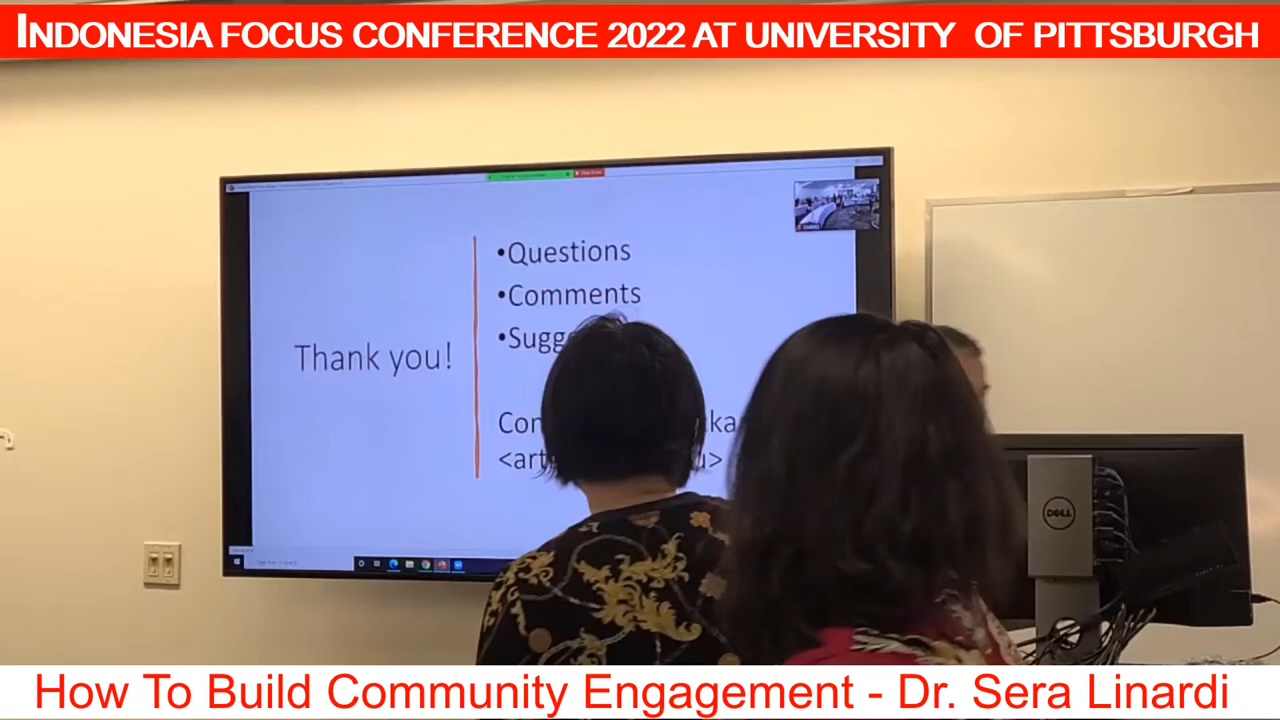 INDONESIA FOCUS CONFERENCE 2022 AT UNIVERSITY OF PITTSBURGH
•Questions
•Comments
Thank you!
DELL
How To Build Community Engagement - Dr. Sera Linardi